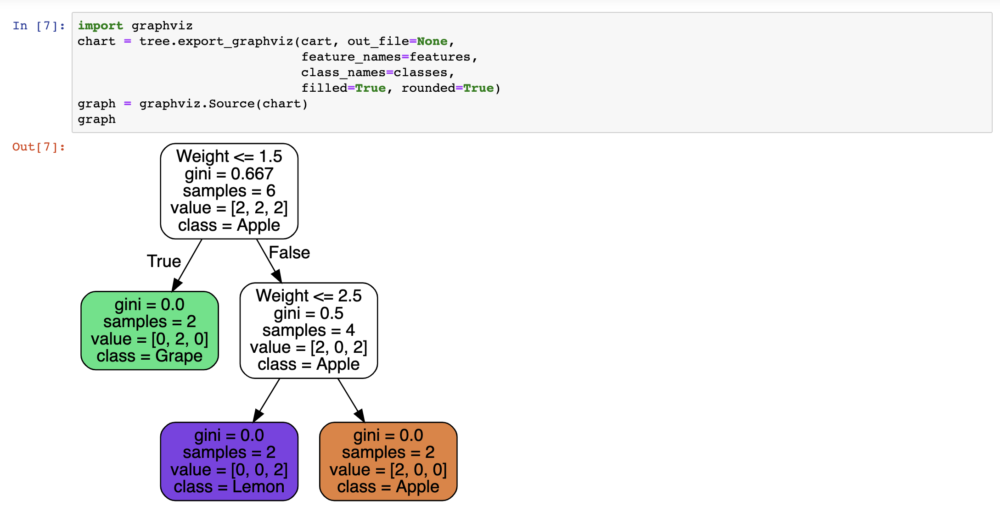 In [7]:
import graphviz
chart = tree.export_graphviz(cart, out_file=None,
feature_names=features,
class_names=classes,
filled=True, rounded=True)
graph = graphviz.Source(chart)
graph
Out[7]:
Weight <= 1.5
gini = 0.667
samples = 6
value = [2, 2, 2]
class = Apple
True
False
gini = 0.0
samples = 2
value = [0, 2, 0]
class = Grape
Weight <= 2.5
gini = 0.5
samples = 4
value = [2, 0, 2]
class = Apple
gini = 0.0
samples = 2
value = [0, 0, 2]
class = Lemon
gini = 0.0
samples = 2
value = [2, 0, 0]
class = Apple